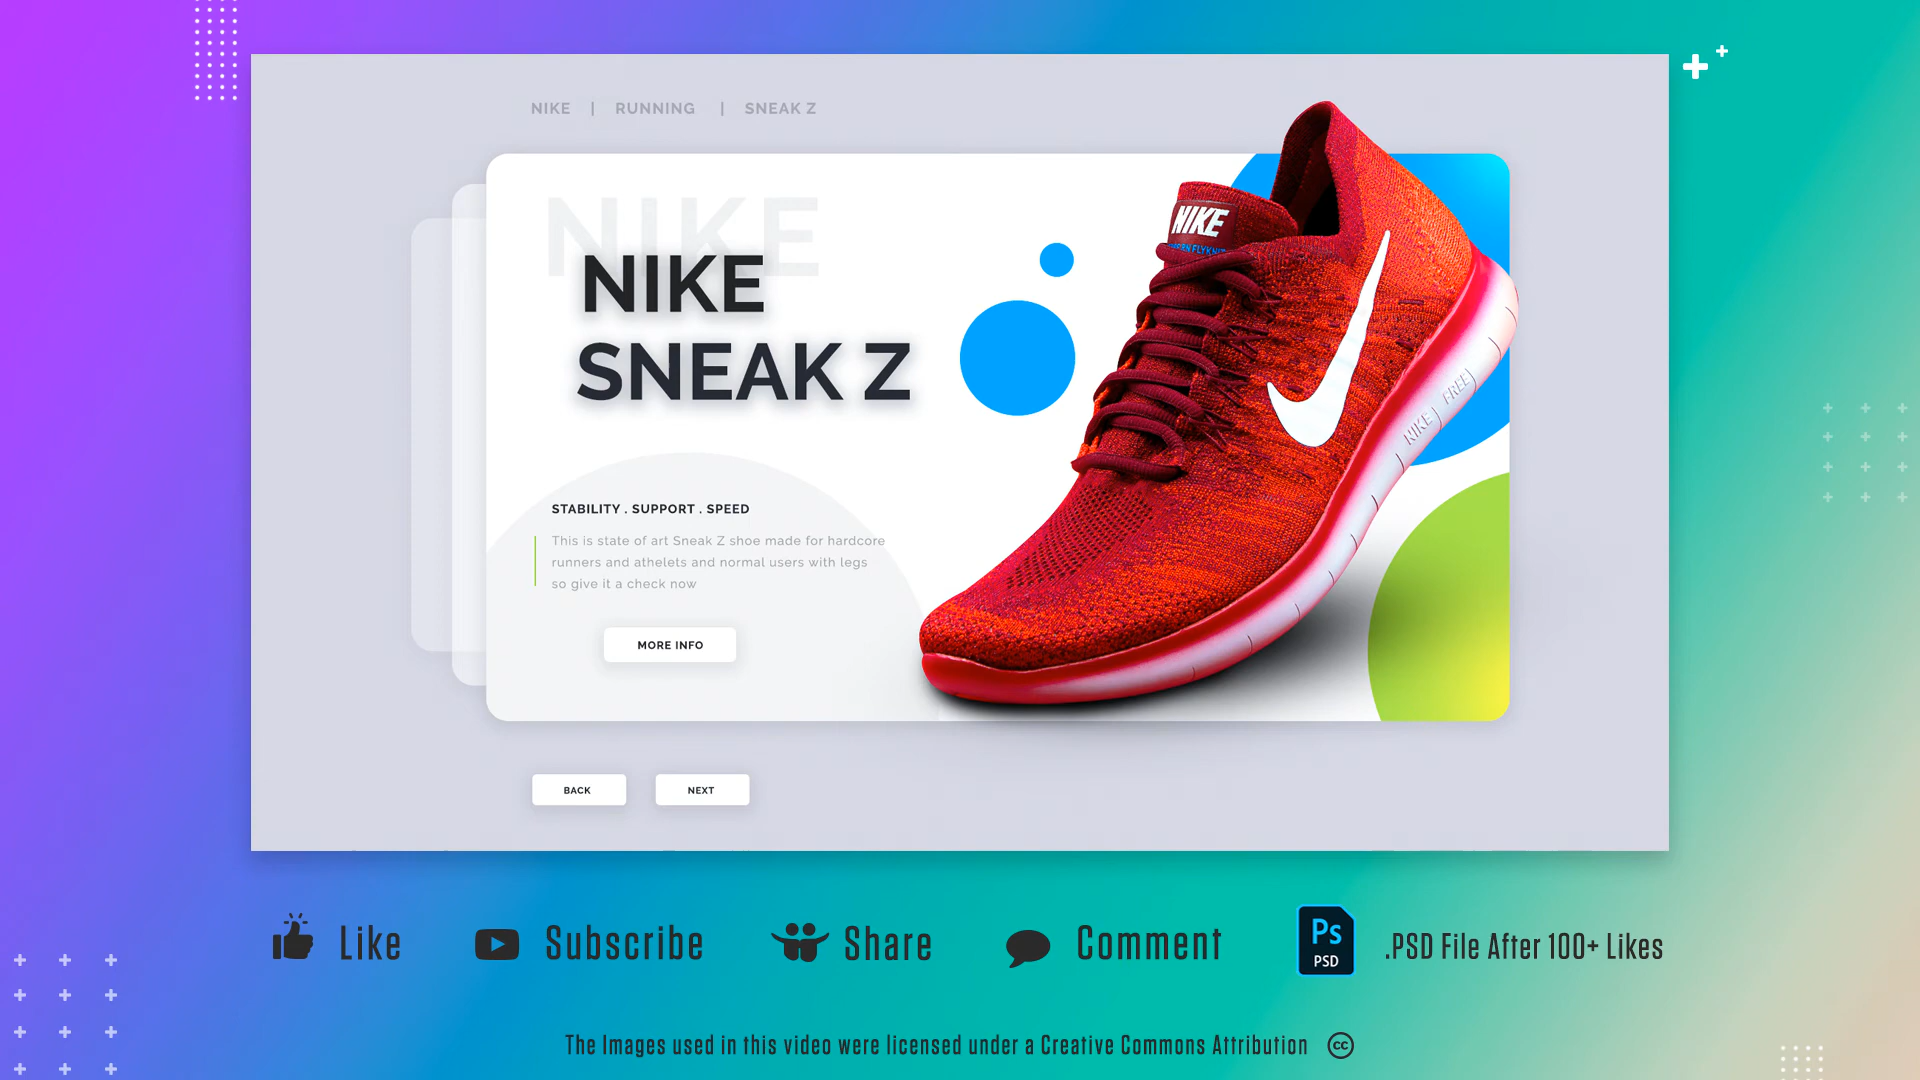 NIKE | RUNNING | SNEAK Z
NIKE
NIKE
SNEAK Z
NIKE
NIKE FREE
STABILITY . SUPPORT . SPEED
This is state of art Sneak Z shoe made for hardcore
runners and athelets and normal users with legs
so give it a check now
MORE INFO
BACK NEXT
Like Subscribe Share Comment Ps PSD .PSD File After 100+ Likes
The Images used in this video were licensed under a Creative Commons Attribution cc